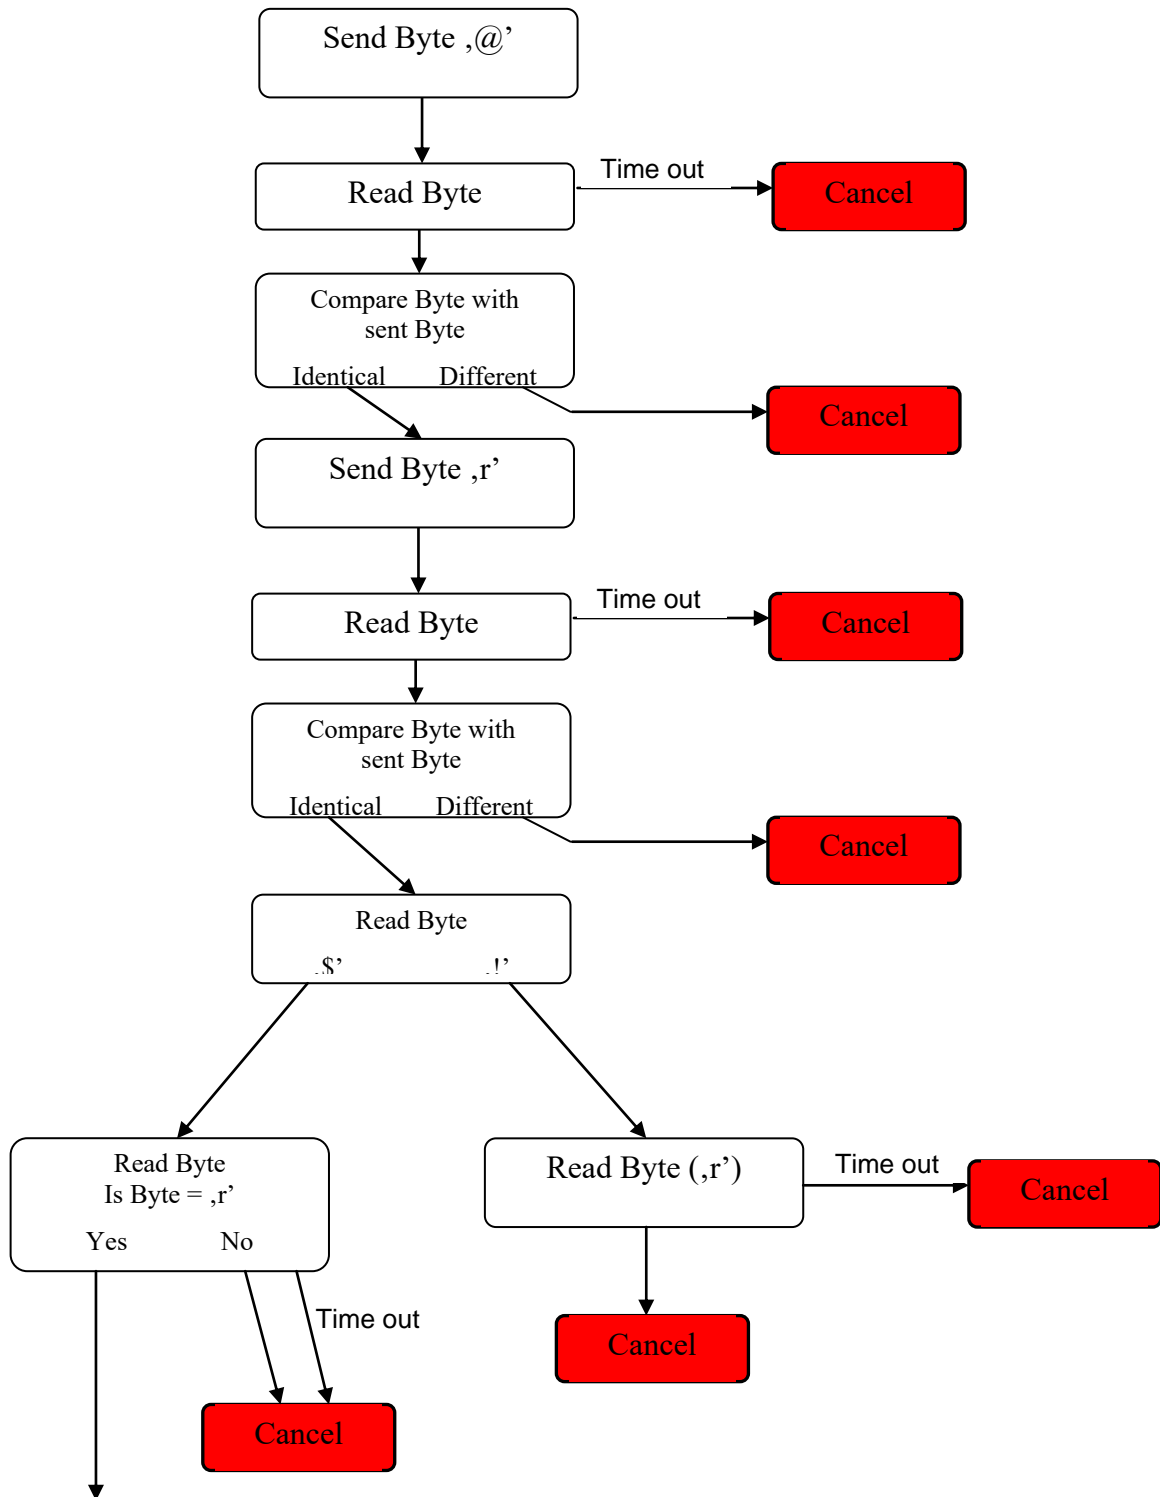 Send Byte ‚@’
Read Byte
Time out
Cancel
Compare Byte with
sent Byte
Identical Different
Cancel
Send Byte ‚r’
Read Byte
Time out
Cancel
Compare Byte with
sent Byte
Identical Different
Cancel
Read Byte
‚$’ ‚!’
Read Byte
Is Byte = ‚r’
Yes No
Read Byte (‚r’)
Time out
Cancel
Time out
Cancel
Cancel